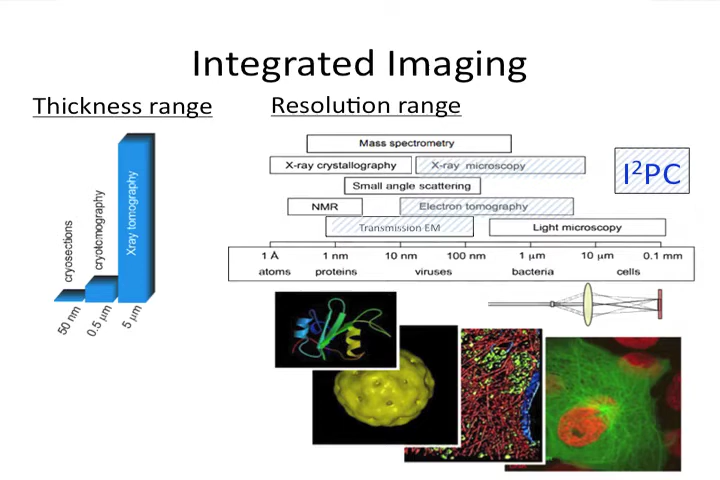 Integrated Imaging
Thickness range
Resolution range
cryosections
cryotomography
Xray tomography
50 nm
0.5 μm
5 μm
Mass spectrometry
X-ray crystallography
X-ray microscopy
Small angle scattering
NMR
Electron tomography
Transmission EM
Light microscopy
I²PC
1 Å 1 nm 10 nm 100 nm 1 μm 10 μm 0.1 mm
atoms proteins viruses bacteria cells